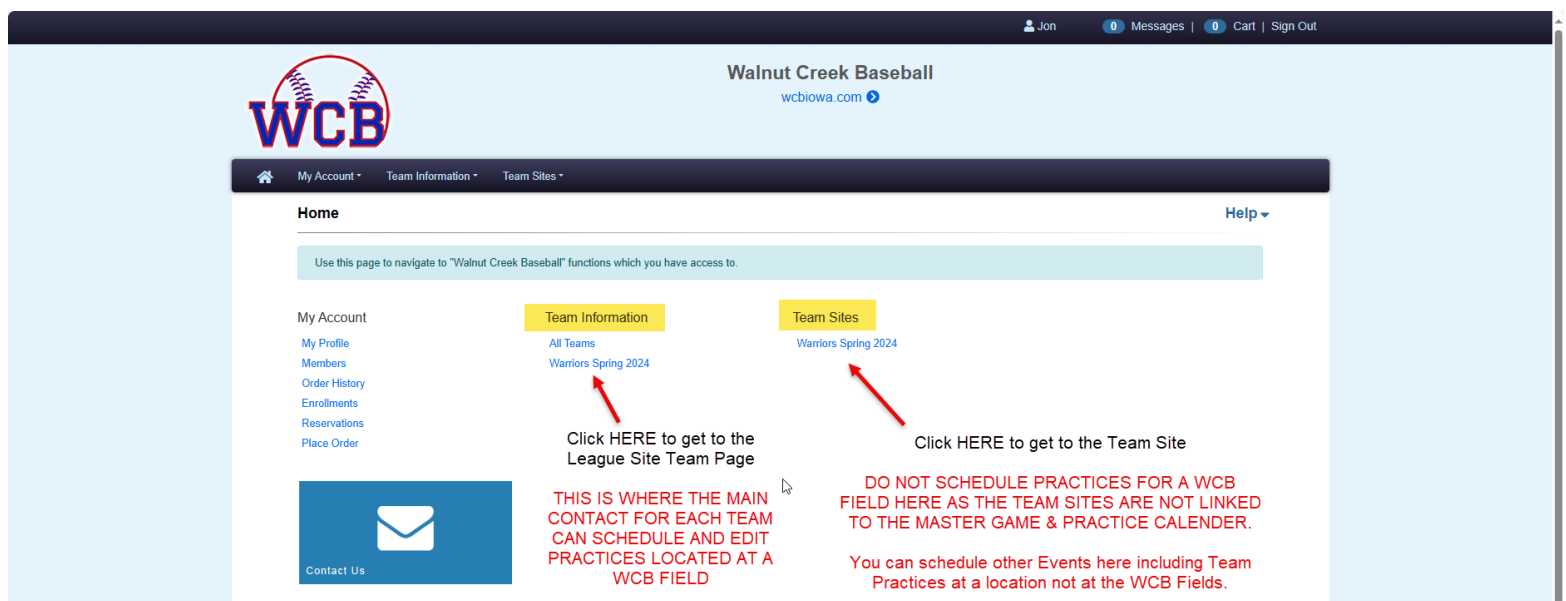 Jon 0 Messages | 0 Cart | Sign Out
WCB
Walnut Creek Baseball
wcbiowa.com
My Account Team Information Team Sites
Home
Help
Use this page to navigate to "Walnut Creek Baseball" functions which you have access to.
My Account
My Profile
Members
Order History
Enrollments
Reservations
Place Order
Contact Us
Team Information
All Teams
Warriors Spring 2024
Click HERE to get to the
League Site Team Page
THIS IS WHERE THE MAIN
CONTACT FOR EACH TEAM
CAN SCHEDULE AND EDIT
PRACTICES LOCATED AT A
WCB FIELD
Team Sites
Warriors Spring 2024
Click HERE to get to the Team Site
DO NOT SCHEDULE PRACTICES FOR A WCB
FIELD HERE AS THE TEAM SITES ARE NOT LINKED
TO THE MASTER GAME & PRACTICE CALENDER.
You can schedule other Events here including Team
Practices at a location not at the WCB Fields.